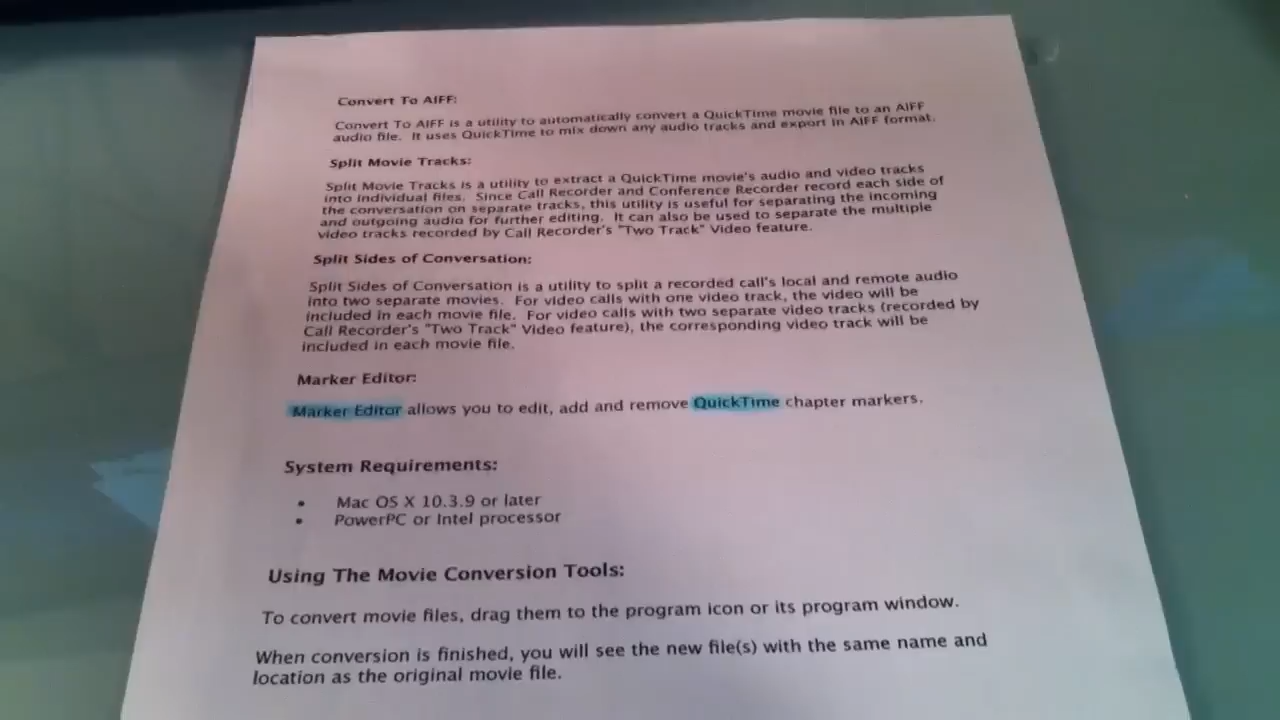 Convert To AIFF:
Convert To AIFF is a utility to automatically convert a QuickTime movie file to an AIFF
audio file. It uses QuickTime to mix down any audio tracks and export in AIFF format.
Split Movie Tracks:
Split Movie Tracks is a utility to extract a QuickTime movie's audio and video tracks
into individual files. Since Call Recorder and Conference Recorder record each side of
the conversation on separate tracks, this utility is useful for separating the incoming
and outgoing audio for further editing. It can also be used to separate the multiple
video tracks recorded by Call Recorder's "Two Track" Video feature.
Split Sides of Conversation:
Split Sides of Conversation is a utility to split a recorded call's local and remote audio
into two separate movies. For video calls with one video track, the video will be
included in each movie file. For video calls with two separate video tracks (recorded by
Call Recorder's "Two Track" Video feature), the corresponding video track will be
included in each movie file.
Marker Editor:
Marker Editor allows you to edit, add and remove QuickTime chapter markers.
System Requirements:
• Mac OS X 10.3.9 or later
• PowerPC or Intel processor
Using The Movie Conversion Tools:
To convert movie files, drag them to the program icon or its program window.
When conversion is finished, you will see the new file(s) with the same name and
location as the original movie file.